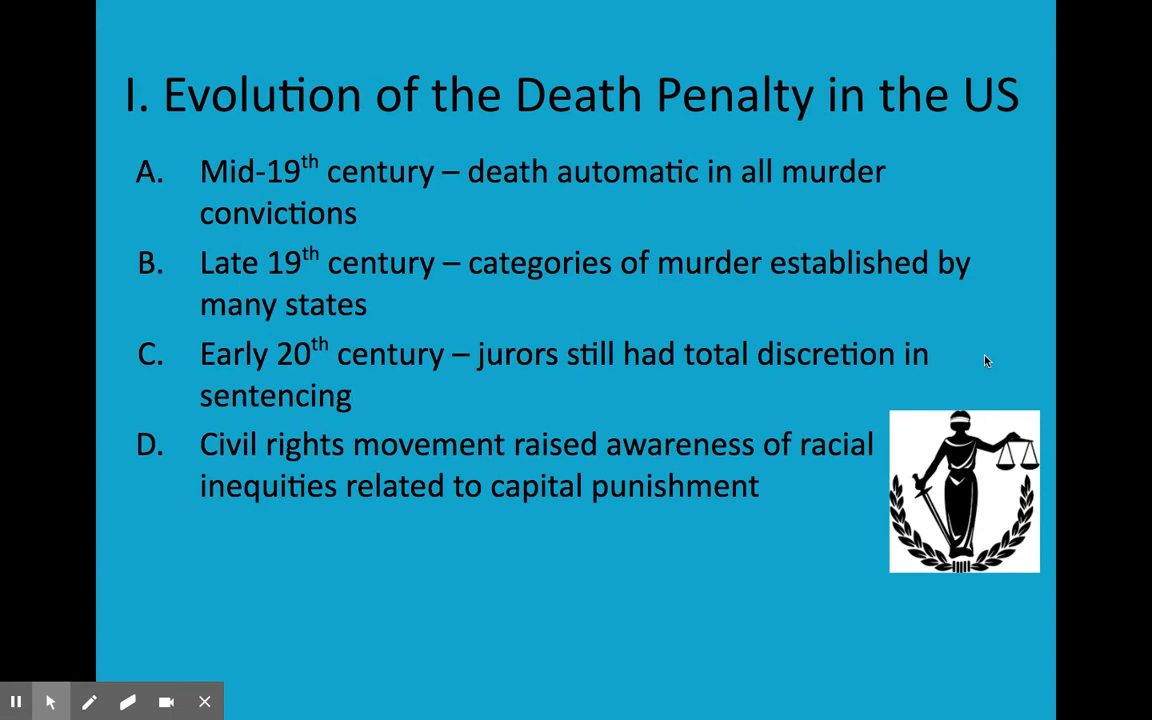 I. Evolution of the Death Penalty in the US
A. Mid-19th century – death automatic in all murder
convictions
B. Late 19th century – categories of murder established by
many states
C. Early 20th century – jurors still had total discretion in
sentencing
D. Civil rights movement raised awareness of racial
inequities related to capital punishment